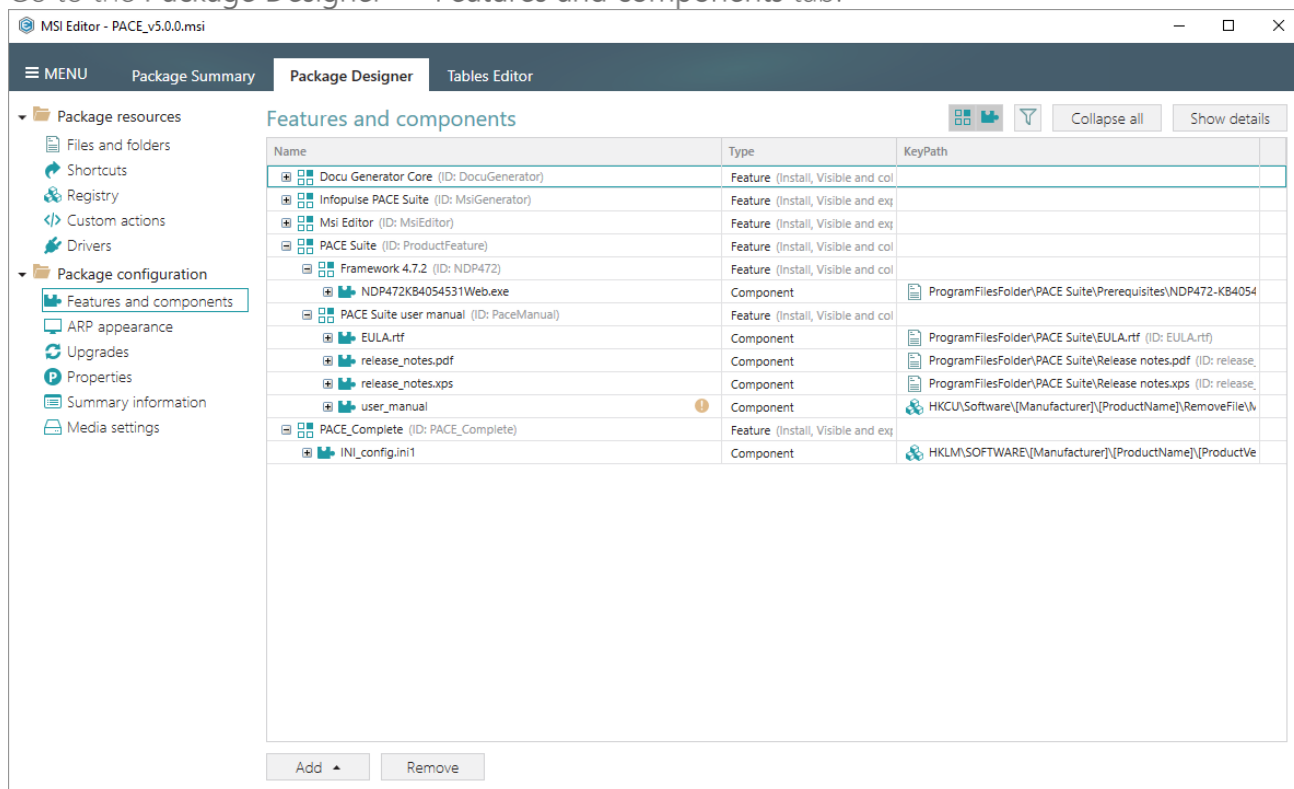 Go to the Package Designer — Features and components tab.
MSI Editor - PACE_v5.0.0.msi
MENU Package Summary Package Designer Tables Editor
Package resources
Files and folders
Shortcuts
Registry
Custom actions
Drivers
Package configuration
Features and components
ARP appearance
Upgrades
Properties
Summary information
Media settings
Features and components Collapse all Show details
Name Type KeyPath
Docu Generator Core (ID: DocuGenerator) Feature (Install, Visible and col
Infopulse PACE Suite (ID: MsiGenerator) Feature (Install, Visible and exp
Msi Editor (ID: MsiEditor) Feature (Install, Visible and exp
PACE Suite (ID: ProductFeature) Feature (Install, Visible and col
Framework 4.7.2 (ID: NDP472) Feature (Install, Visible and col
NDP472KB4054531Web.exe Component ProgramFilesFolder\PACE Suite\Prerequisites\NDP472-KB4054
PACE Suite user manual (ID: PaceManual) Feature (Install, Visible and col
EULA.rtf Component ProgramFilesFolder\PACE Suite\EULA.rtf (ID: EULA.rtf)
release_notes.pdf Component ProgramFilesFolder\PACE Suite\Release notes.pdf (ID: release_
release_notes.xps Component ProgramFilesFolder\PACE Suite\Release notes.xps (ID: release_
user_manual Component HKCU\Software\[Manufacturer]\[ProductName]\RemoveFile\
PACE_Complete (ID: PACE_Complete) Feature (Install, Visible and exp
INI_config.ini1 Component HKLM\SOFTWARE\[Manufacturer]\[ProductName]\[ProductVe
Add Remove